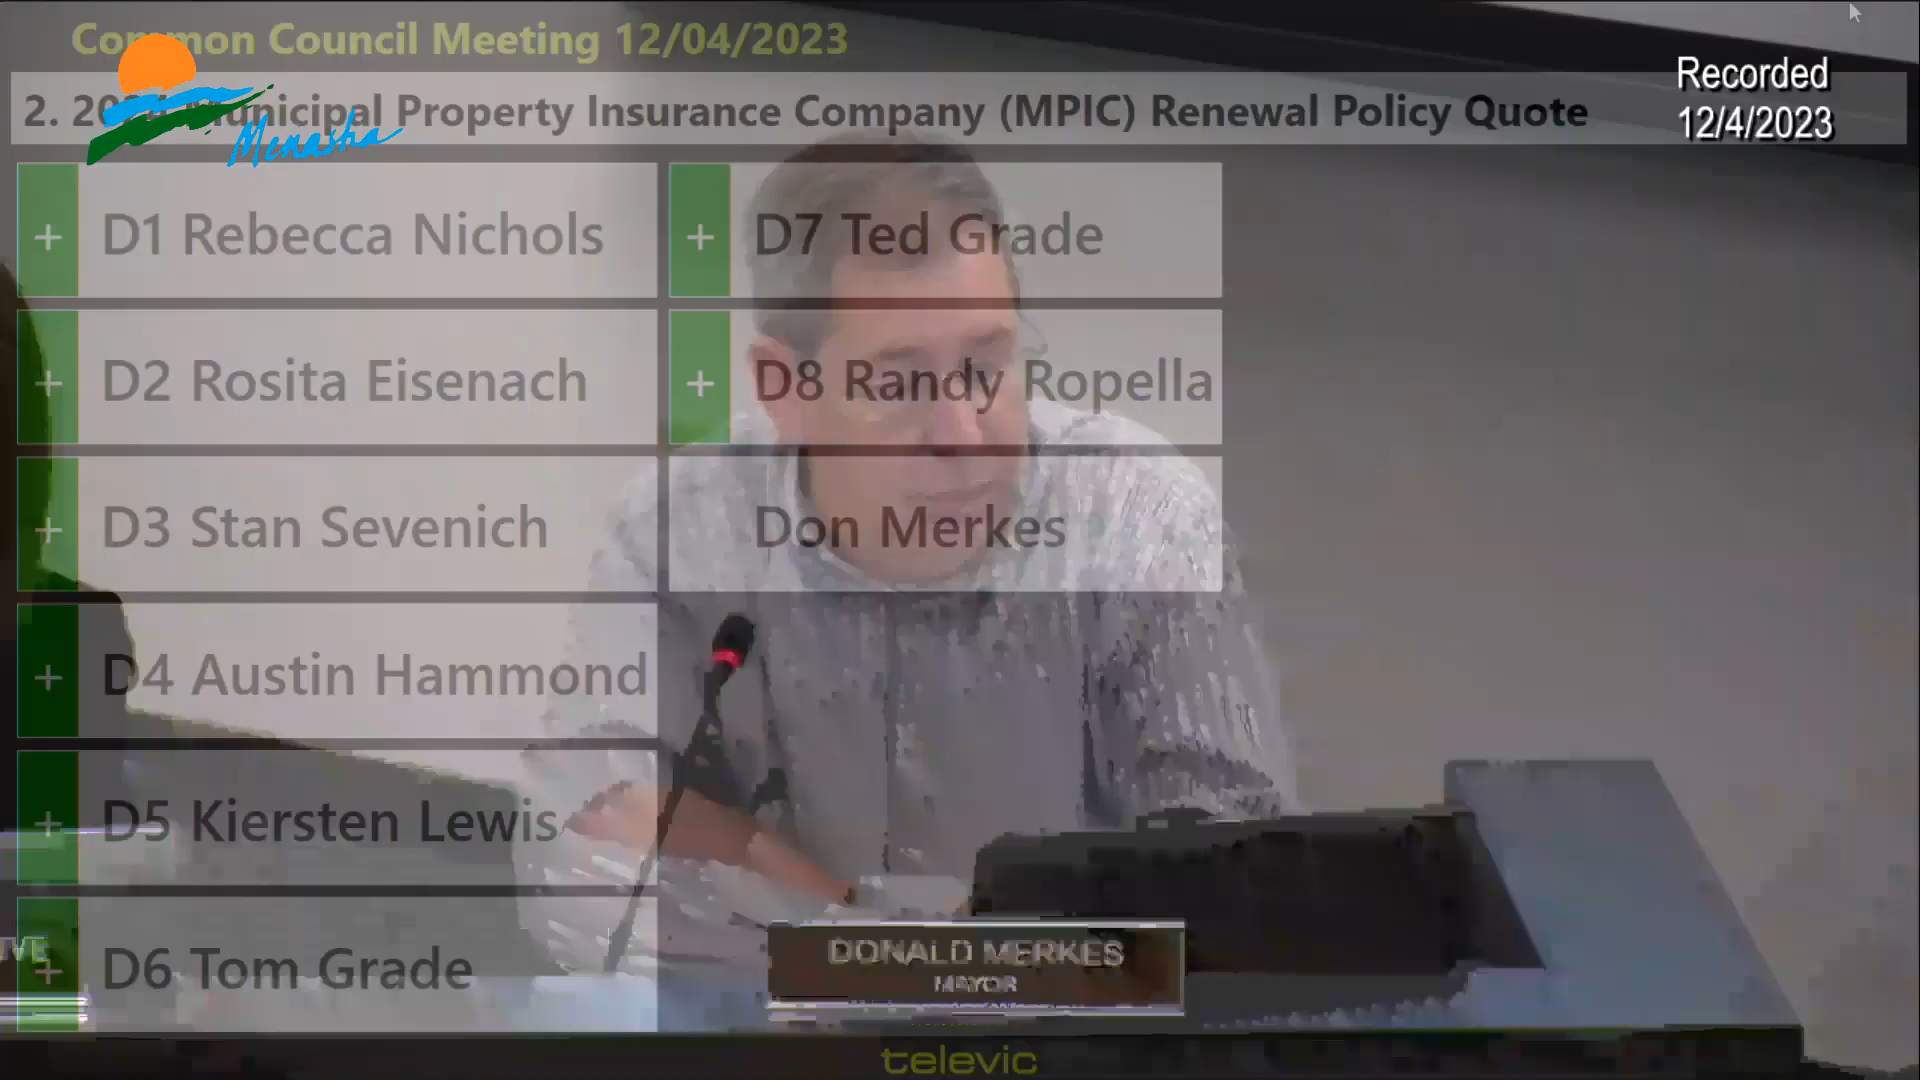 Common Council Meeting 12/04/2023
Recorded
12/4/2023
2. 2024 Municipal Property Insurance Company (MPIC) Renewal Policy Quote
Menasha
+ D1 Rebecca Nichols
+ D2 Rosita Eisenach
+ D3 Stan Sevenich
+ D4 Austin Hammond
+ D5 Kiersten Lewis
+ D6 Tom Grade
+ D7 Ted Grade
+ D8 Randy Ropella
Don Merkes
DONALD MERKES
MAYOR
televic